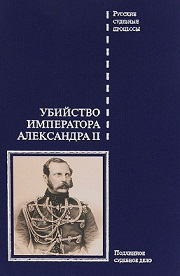 Русские
судебные
процессы
УБИЙСТВО
ИМПЕРАТОРА
АЛЕКСАНДРА II
Подлинное
судебное дело